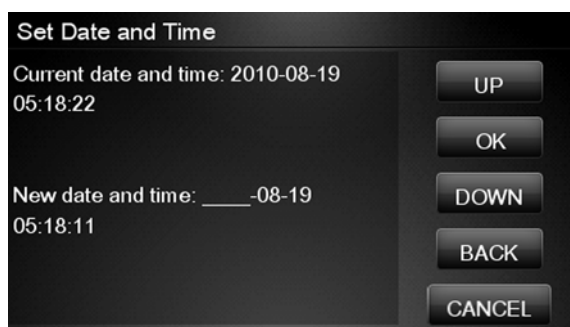 Set Date and Time
Current date and time: 2010-08-19
05:18:22
New date and time: ____-08-19
05:18:11
UP
OK
DOWN
BACK
CANCEL